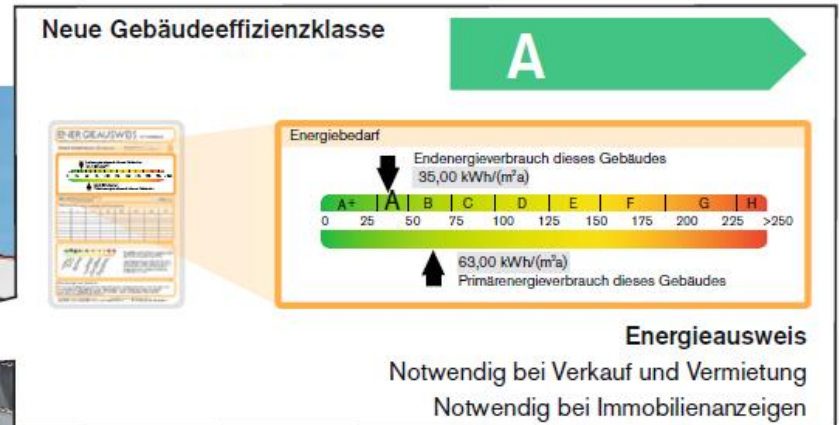 Neue Gebäudeeffizienzklasse
A
ENERGIEAUSWEIS
Energiebedarf
Endenergieverbrauch dieses Gebäudes
35,00 kWh/(m²a)
A+ A B C D E F G H
0 25 50 75 100 125 150 175 200 225 >250
63,00 kWh/(m²a)
Primärenergieverbrauch dieses Gebäudes
Energieausweis
Notwendig bei Verkauf und Vermietung
Notwendig bei Immobilienanzeigen